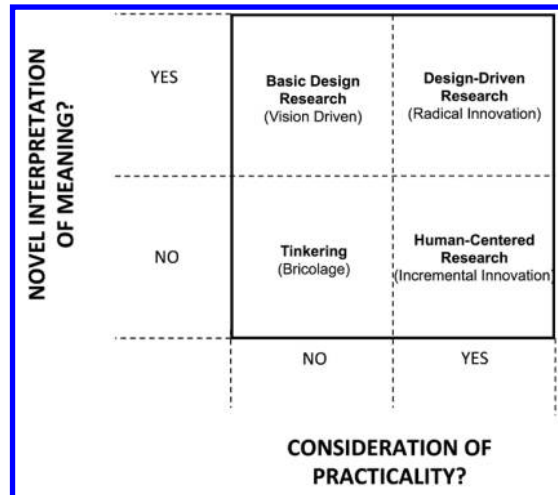 NOVEL INTERPRETATION
OF MEANING?
YES
Basic Design
Research
(Vision Driven)
Design-Driven
Research
(Radical Innovation)
NO
Tinkering
(Bricolage)
Human-Centered
Research
(Incremental Innovation)
NO
YES
CONSIDERATION OF
PRACTICALITY?